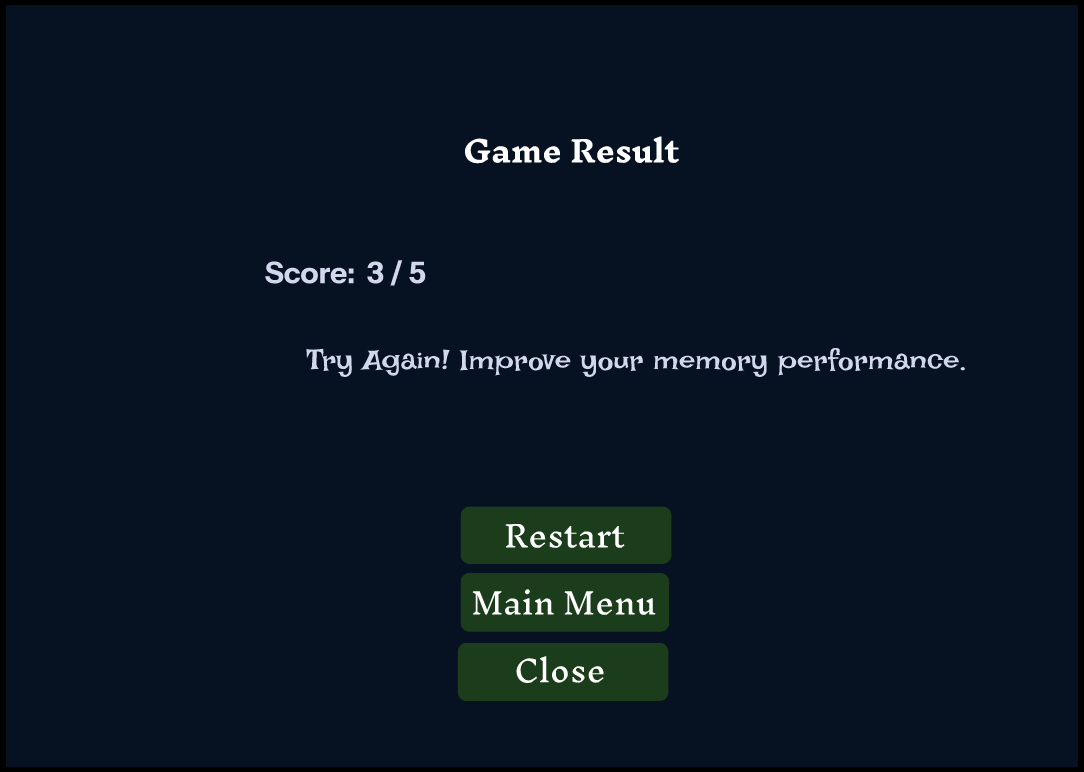 Game Result
Score: 3 / 5
Try Again! Improve your memory performance.
Restart
Main Menu
Close